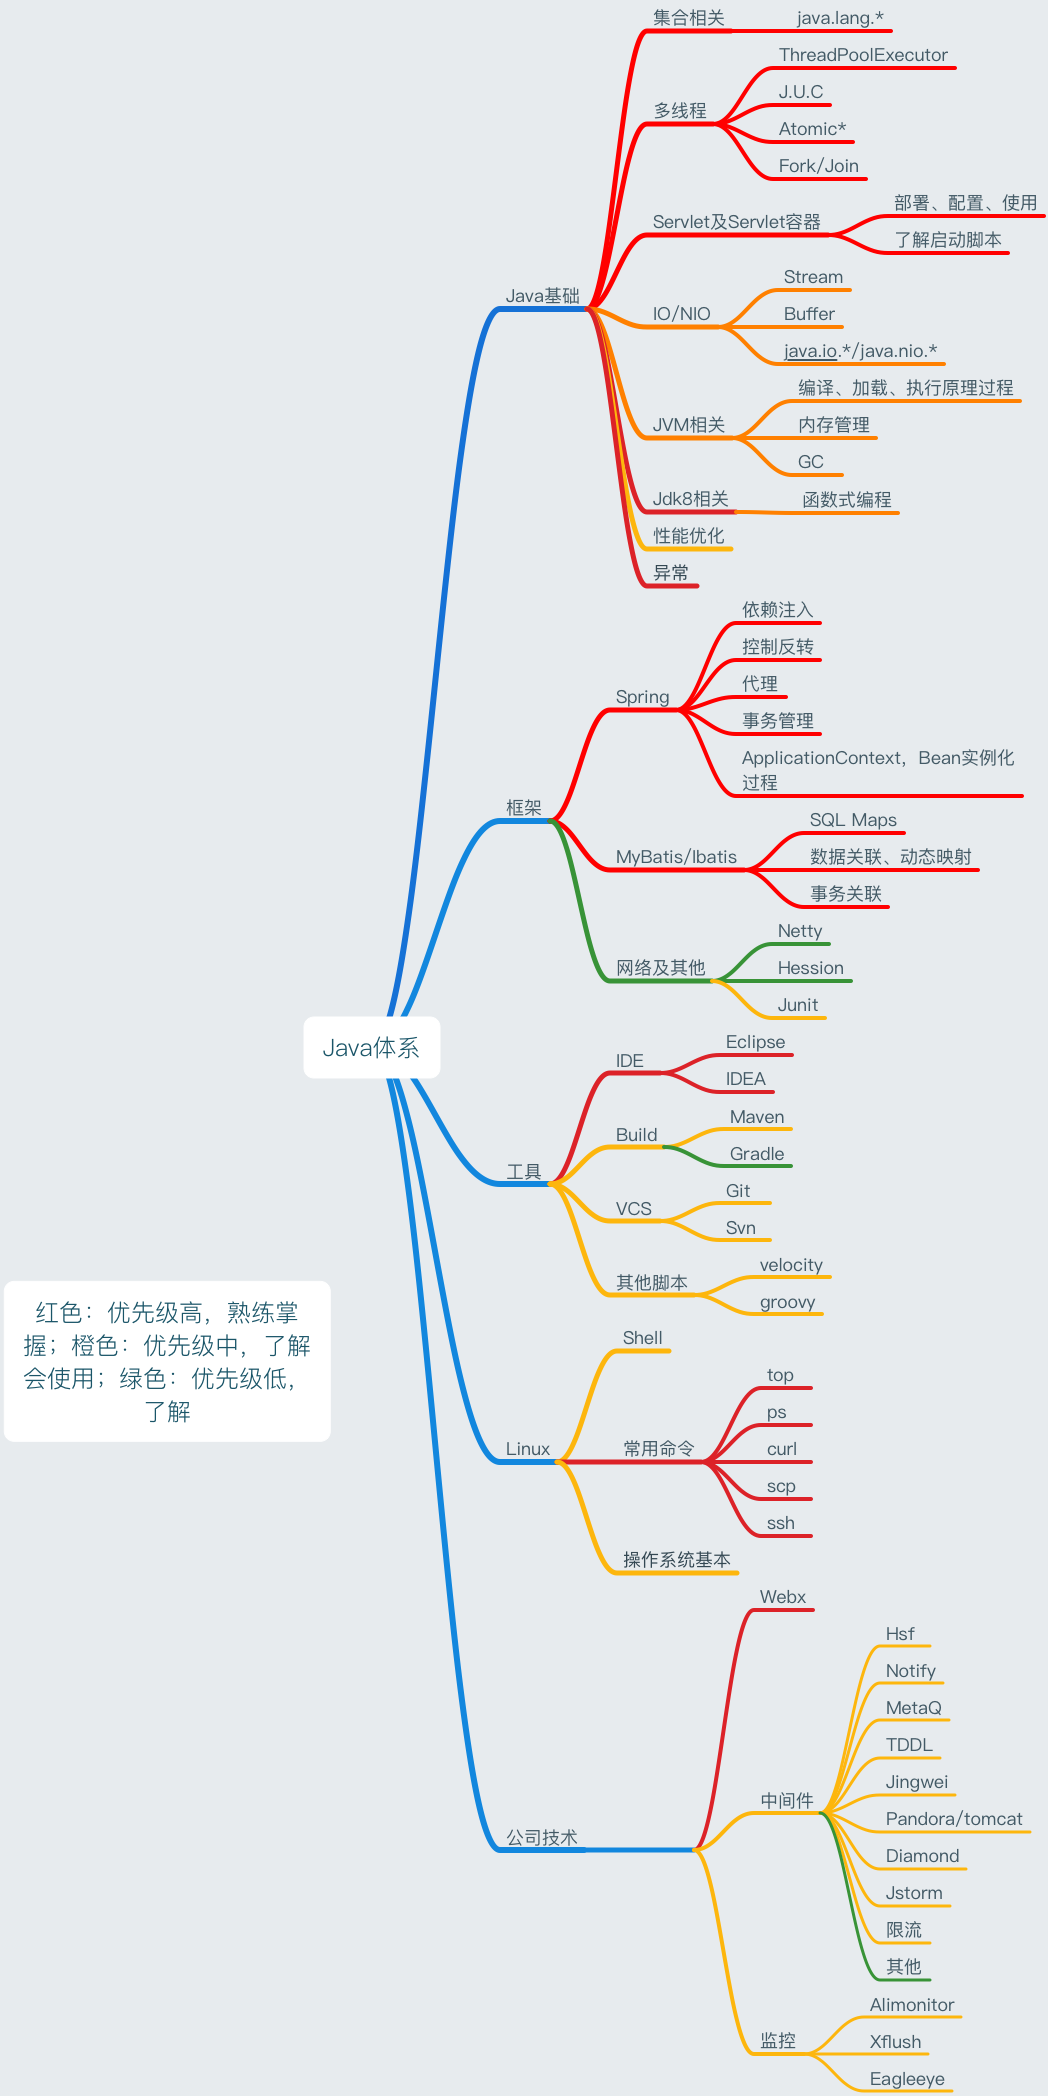 集合相关
java.lang.*
多线程
ThreadPoolExecutor
J.U.C
Atomic*
Fork/Join
Servlet及Servlet容器
部署、配置、使用
了解启动脚本
Java基础
IO/NIO
Stream
Buffer
java.io.*/java.nio.*
JVM相关
编译、加载、执行原理过程
内存管理
GC
Jdk8相关
函数式编程
性能优化
异常
框架
Spring
依赖注入
控制反转
代理
事务管理
ApplicationContext，Bean实例化
过程
MyBatis/Ibatis
SQL Maps
数据关联、动态映射
事务关联
网络及其他
Netty
Hession
Junit
Java体系
工具
IDE
Eclipse
IDEA
Build
Maven
Gradle
VCS
Git
Svn
其他脚本
velocity
groovy
红色：优先级高，熟练掌
握；橙色：优先级中，了解
会使用；绿色：优先级低，
了解
Linux
Shell
常用命令
top
ps
curl
scp
ssh
操作系统基本
公司技术
Webx
中间件
Hsf
Notify
MetaQ
TDDL
Jingwei
Pandora/tomcat
Diamond
Jstorm
限流
其他
监控
Alimonitor
Xflush
Eagleeye